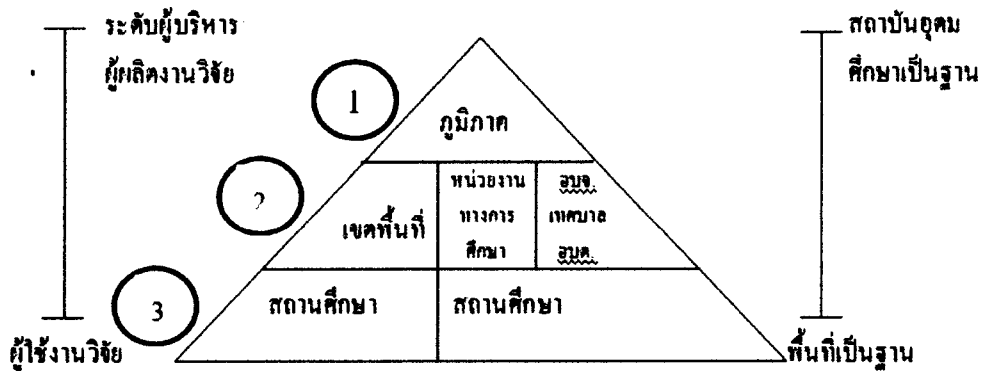 ระดับผู้บริหาร
ผู้ผลิตงานวิจัย
สถาบันอุดม
ศึกษาเป็นฐาน
1
ภูมิภาค
2
เขตพื้นที่
หน่วยงาน
ทางการ
ศึกษา
อบจ.
เทศบาล
อบต.
3
สถานศึกษา
สถานศึกษา
ผู้ใช้งานวิจัย
พื้นที่เป็นฐาน